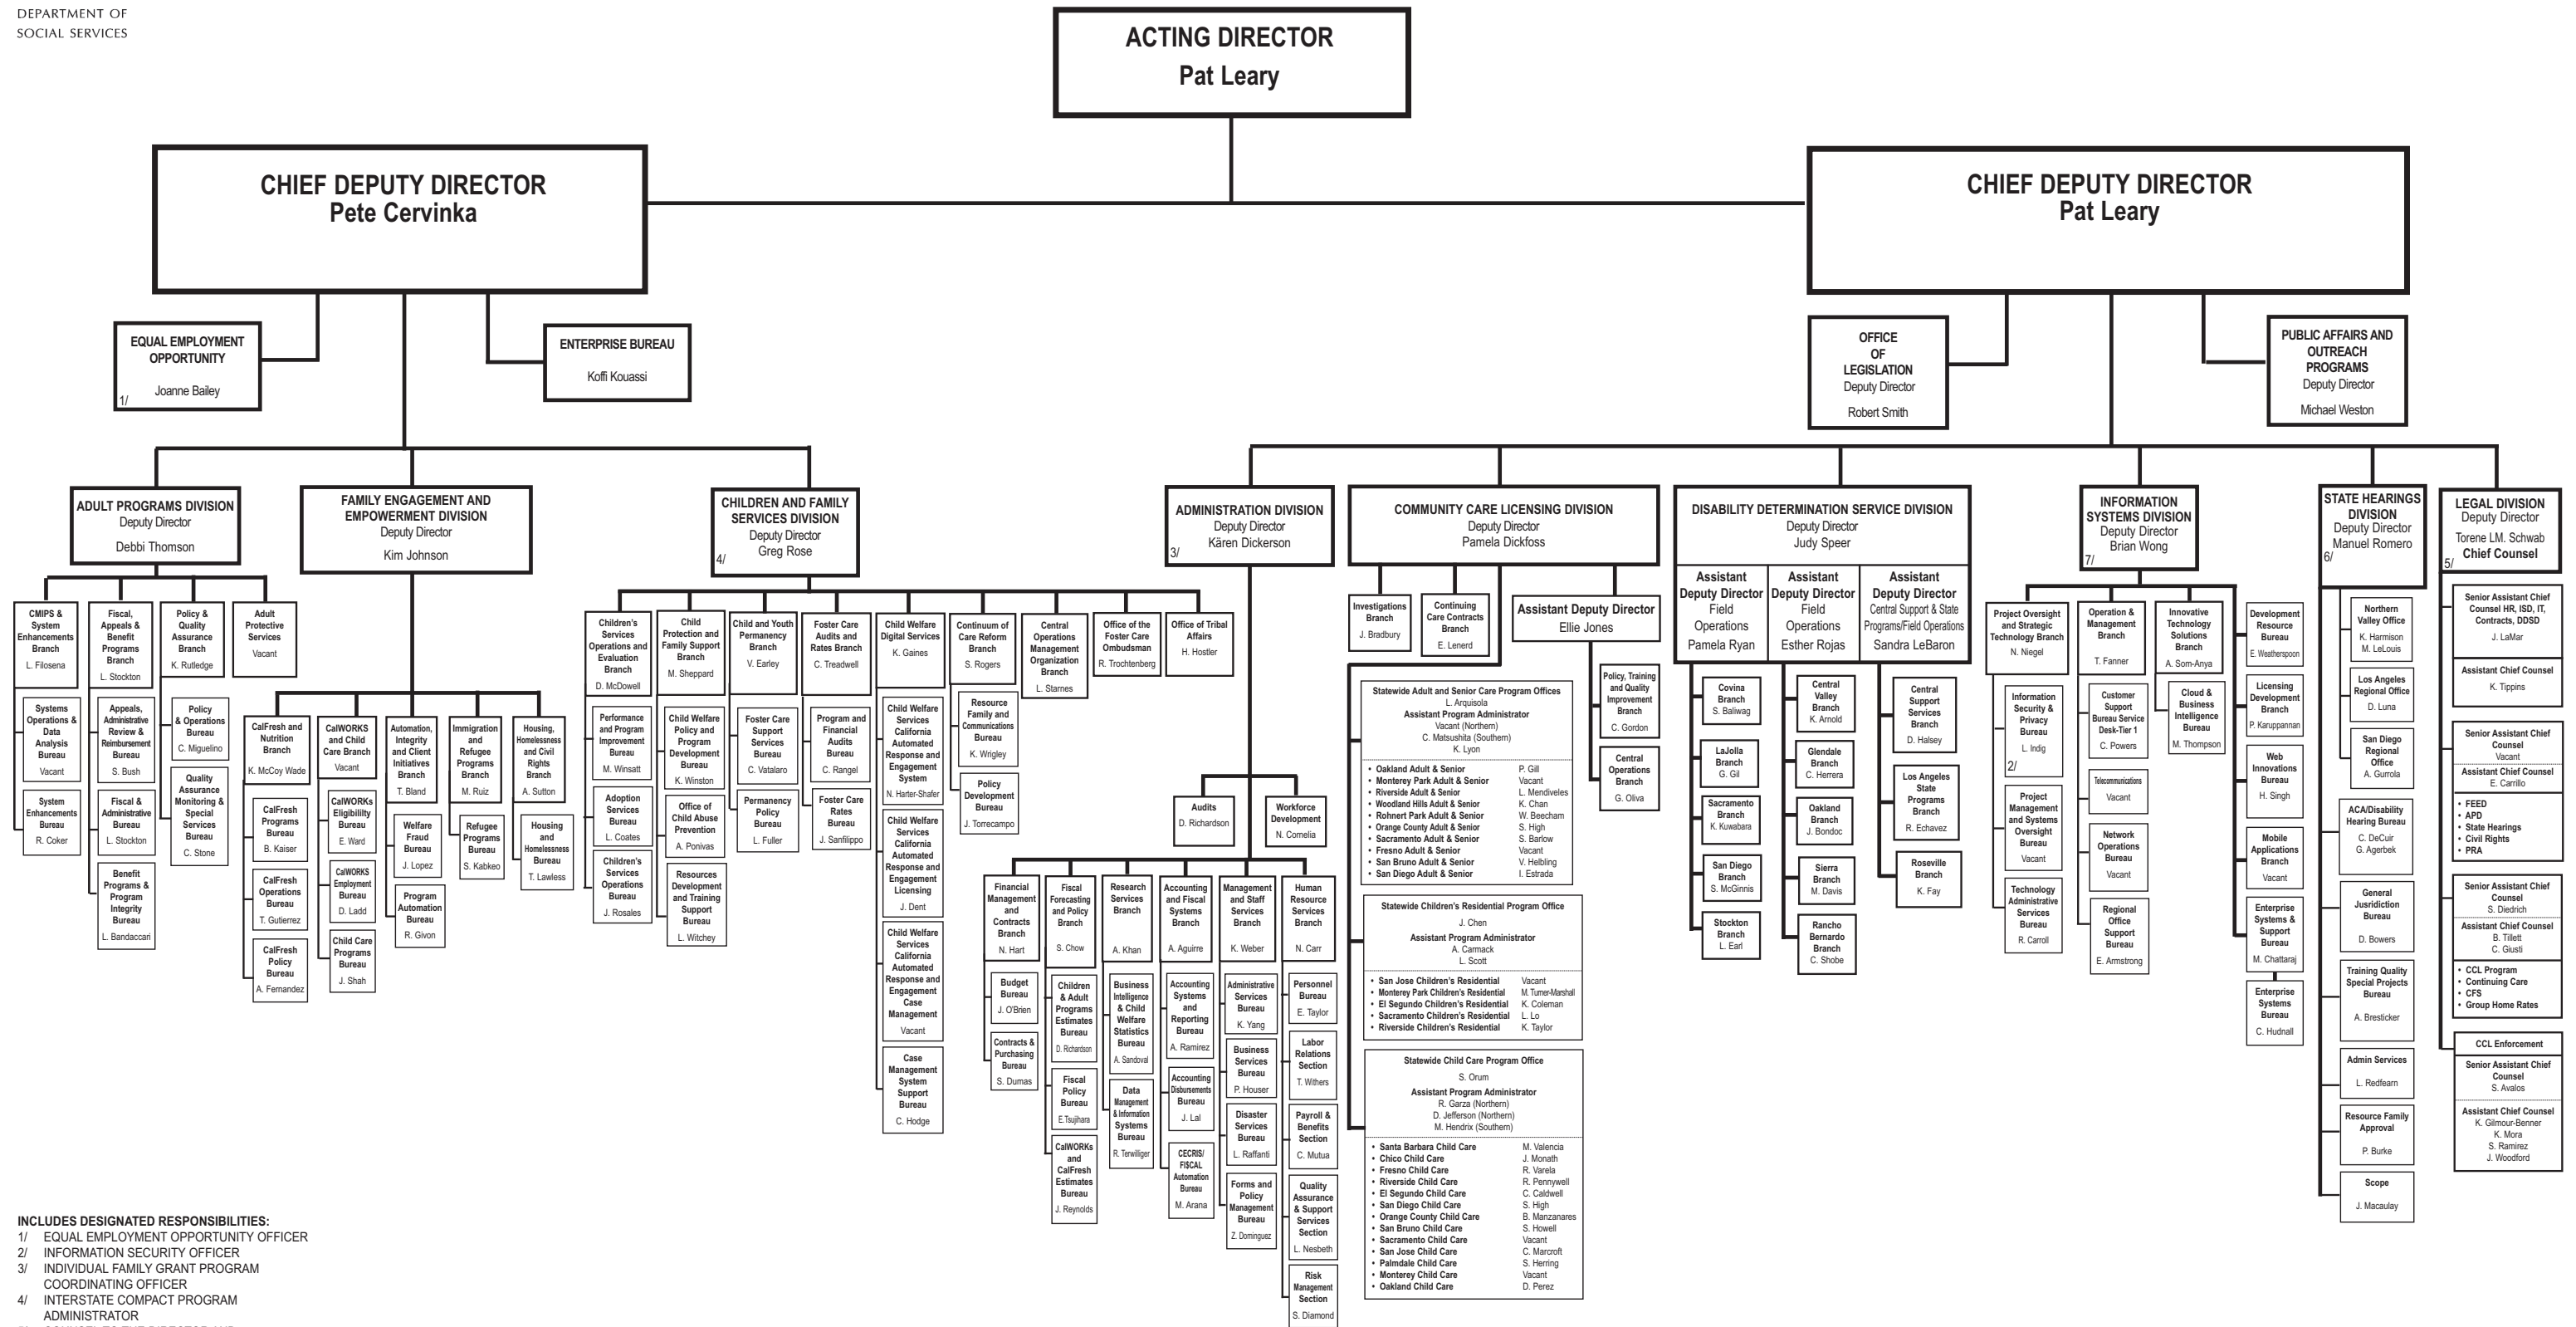 DEPARTMENT OF
SOCIAL SERVICES
ACTING DIRECTOR
Pat Leary
CHIEF DEPUTY DIRECTOR
Pete Cervinka
CHIEF DEPUTY DIRECTOR
Pat Leary
EQUAL EMPLOYMENT
OPPORTUNITY
Joanne Bailey
1/
ENTERPRISE BUREAU
Koffi Kouassi
OFFICE
OF
LEGISLATION
Deputy Director
Robert Smith
PUBLIC AFFAIRS AND
OUTREACH
PROGRAMS
Deputy Director
Michael Weston
ADULT PROGRAMS DIVISION
Deputy Director
Debbi Thomson
CMIPS &
System
Enhancements
Branch
L. Filosena
Systems
Operations &
Data
Analysis
Bureau
Vacant
System
Enhancements
Bureau
R. Coker
Fiscal,
Appeals &
Benefit
Programs
Branch
L. Stockton
Appeals,
Administrative
Review &
Reimbursement
Bureau
S. Bush
Fiscal &
Administrative
Bureau
L. Stockton
Benefit
Programs &
Program
Integrity
Bureau
L. Bandaccari
Policy &
Quality
Assurance
Branch
K. Rutledge
Policy
& Operations
Bureau
C. Miguelino
Quality
Assurance
Monitoring &
Special
Services
Bureau
C. Stone
Adult
Protective
Services
Vacant
FAMILY ENGAGEMENT AND
EMPOWERMENT DIVISION
Deputy Director
Kim Johnson
CalFresh and
Nutrition
Branch
K. McCoy Wade
CalFresh
Programs
Bureau
B. Kaiser
CalFresh
Operations
Bureau
T. Gutierrez
CalFresh
Policy
Bureau
A. Fernandez
CalWORKS
and Child
Care Branch
Vacant
CalWORKs
Eligibililty
Bureau
E. Ward
CalWORKS
Employment
Bureau
D. Ladd
Child Care
Programs
Bureau
J. Shah
Automation,
Integrity
and Client
Initiatives
Branch
T. Bland
Welfare
Fraud
Bureau
J. Lopez
Program
Automation
Bureau
R. Givon
Immigration
and
Refugee
Programs
Branch
M. Ruiz
Refugee
Programs
Bureau
S. Kabkeo
Housing,
Homelessness
and Civil
Rights
Branch
A. Sutton
Housing
and
Homelessness
Bureau
T. Lawless
CHILDREN AND FAMILY
SERVICES DIVISION
Deputy Director
Greg Rose
4/
Children's
Services
Operations and
Evaluation
Branch
D. McDowell
Performance
and Program
Improvement
Bureau
M. Winsatt
Adoption
Services
Bureau
L. Coates
Children's
Services
Operations
Bureau
J. Rosales
Child
Protection and
Family Support
Branch
M. Sheppard
Child Welfare
Policy and
Program
Development
Bureau
K. Winston
Office of
Child Abuse
Prevention
A. Ponivas
Resources
Development
and Training
Support
Bureau
L. Witchey
Child and Youth
Permanency
Branch
V. Earley
Foster Care
Support
Services
Bureau
C. Vatalaro
Permanency
Policy
Bureau
L. Fuller
Foster Care
Audits and
Rates Branch
C. Treadwell
Program and
Financial
Audits
Bureau
C. Rangel
Foster Care
Rates
Bureau
J. Sanfilippo
Child Welfare
Digital Services
K. Gaines
Child Welfare
Services
California
Automated
Response and
Engagement
System
N. Harter-Shafer
Child Welfare
Services
California
Automated
Response and
Engagement
Licensing
J. Dent
Child Welfare
Services
California
Automated
Response and
Engagement
Case
Management
Vacant
Case
Management
System
Support
Bureau
C. Hodge
Continuum of
Care Reform
Branch
S. Rogers
Resource
Family and
Communications
Bureau
K. Wrigley
Policy
Development
Bureau
J. Torrecampo
Central
Operations
Management
Organization
Branch
L. Starnes
Office of the
Foster Care
Ombudsman
R. Trochtenberg
Office of Tribal
Affairs
H. Hostler
ADMINISTRATION DIVISION
Deputy Director
Kären Dickerson
3/
Audits
D. Richardson
Workforce
Development
N. Cornelia
Financial
Management
and
Contracts
Branch
N. Hart
Budget
Bureau
J. O'Brien
Contracts &
Purchasing
Bureau
S. Dumas
Fiscal
Forecasting
and Policy
Branch
S. Chow
Children
& Adult
Programs
Estimates
Bureau
D. Richardson
Fiscal
Policy
Bureau
E.Tsujihara
CalWORKs
and
CalFresh
Estimates
Bureau
J. Reynolds
Research
Services
Branch
A. Khan
Business
Intelligence
& Child
Welfare
Statistics
Bureau
A. Sandoval
Data
Management
& Information
Systems
Bureau
R. Terwilliger
Accounting
and Fiscal
Systems
Branch
A. Aguirre
Accounting
Systems
and
Reporting
Bureau
A. Ramirez
Accounting
Disbursements
Bureau
J. Lal
CECRIS/
FI$CAL
Automation
Bureau
M. Arana
Management
and Staff
Services
Branch
K. Weber
Administrative
Services
Bureau
K. Yang
Business
Services
Bureau
P. Houser
Disaster
Services
Bureau
L. Raffanti
Forms and
Policy
Management
Bureau
Z. Dominguez
Human
Resource
Services
Branch
N. Carr
Personnel
Bureau
E. Taylor
Labor
Relations
Section
T. Withers
Payroll &
Benefits
Section
C. Mutua
Quality
Assurance
& Support
Services
Section
L. Nesbeth
Risk
Management
Section
S. Diamond
COMMUNITY CARE LICENSING DIVISION
Deputy Director
Pamela Dickfoss
Investigations
Branch
J. Bradbury
Continuing
Care Contracts
Branch
E. Lenerd
Assistant Deputy Director
Ellie Jones
Policy, Training
and Quality
Improvement
Branch
C. Gordon
Central
Operations
Branch
G. Oliva
Statewide Adult and Senior Care Program Offices
L. Arquisola
Assistant Program Administrator
Vacant (Northern)
C. Matsushita (Southern)
K. Lyon
• Oakland Adult & Senior P. Gill
• Monterey Park Adult & Senior Vacant
• Riverside Adult & Senior L. Mendiveles
• Woodland Hills Adult & Senior K. Chan
• Rohnert Park Adult & Senior W. Beecham
• Orange County Adult & Senior S. High
• Sacramento Adult & Senior S. Barlow
• Fresno Adult & Senior Vacant
• San Bruno Adult & Senior V. Helbling
• San Diego Adult & Senior I. Estrada
Statewide Children's Residential Program Office
J. Chen
Assistant Program Administrator
A. Carmack
L. Scott
• San Jose Children's Residential Vacant
• Monterey Park Children's Residential M. Turner-Marshall
• El Segundo Children's Residential K. Coleman
• Sacramento Children's Residential L. Lo
• Riverside Children's Residential K. Taylor
Statewide Child Care Program Office
S. Orum
Assistant Program Administrator
R. Garza (Northern)
D. Jefferson (Northern)
M. Hendrix (Southern)
• Santa Barbara Child Care M. Valencia
• Chico Child Care J. Monath
• Fresno Child Care R. Varela
• Riverside Child Care R. Pennywell
• El Segundo Child Care C. Caldwell
• San Diego Child Care S. High
• Orange County Child Care B. Manzanares
• San Bruno Child Care S. Howell
• Sacramento Child Care Vacant
• San Jose Child Care C. Marcroft
• Palmdale Child Care S. Herring
• Monterey Child Care Vacant
• Oakland Child Care D. Perez
DISABILITY DETERMINATION SERVICE DIVISION
Deputy Director
Judy Speer
Assistant
Deputy Director
Field
Operations
Pamela Ryan
Covina
Branch
S. Baliwag
LaJolla
Branch
G. Gil
Sacramento
Branch
K. Kuwabara
San Diego
Branch
S. McGinnis
Stockton
Branch
L. Earl
Assistant
Deputy Director
Field
Operations
Esther Rojas
Central
Valley
Branch
K. Arnold
Glendale
Branch
C. Herrera
Oakland
Branch
J. Bondoc
Sierra
Branch
M. Davis
Rancho
Bernardo
Branch
C. Shobe
Assistant
Deputy Director
Central Support & State
Programs/Field Operations
Sandra LeBaron
Central
Support
Services
Branch
D. Halsey
Los Angeles
State
Programs
Branch
R. Echavez
Roseville
Branch
K. Fay
INFORMATION
SYSTEMS DIVISION
Deputy Director
Brian Wong
7/
Project Oversight
and Strategic
Technology Branch
N. Niegel
Information
Security &
Privacy
Bureau
L. Indig
2/
Project
Management
and Systems
Oversight
Bureau
Vacant
Technology
Administrative
Services
Bureau
R. Carroll
Operation &
Management
Branch
T. Fanner
Customer
Support
Bureau Service
Desk-Tier 1
C. Powers
Telecommunications
Vacant
Network
Operations
Bureau
Vacant
Regional
Office
Support
Bureau
E. Armstrong
Innovative
Technology
Solutions
Branch
A. Som-Anya
Cloud &
Business
Intelligence
Bureau
M. Thompson
Development
Resource
Bureau
E. Weatherspoon
Licensing
Development
Branch
P. Karuppannan
Web
Innovations
Bureau
H. Singh
Mobile
Applications
Branch
Vacant
Enterprise
Systems &
Support
Bureau
M. Chattaraj
Enterprise
Systems
Bureau
C. Hudnall
STATE HEARINGS
DIVISION
Deputy Director
Manuel Romero
6/
Northern
Valley Office
K. Harmison
M. LeLouis
Los Angeles
Regional Office
D. Luna
San Diego
Regional
Office
A. Gurrola
ACA/Disability
Hearing Bureau
C. DeCuir
G. Agerbek
General
Jusridiction
Bureau
D. Bowers
Training Quality
Special Projects
Bureau
A. Bresticker
Admin Services
L. Redfearn
Resource Family
Approval
P. Burke
Scope
J. Macaulay
LEGAL DIVISION
Deputy Director
Torene LM. Schwab
Chief Counsel
5/
Senior Assistant Chief
Counsel HR, ISD, IT,
Contracts, DDSD
J. LaMar
Assistant Chief Counsel
K. Tippins
Senior Assistant Chief
Counsel
Vacant
Assistant Chief Counsel
E. Carrillo
• FEED
• APD
• State Hearings
• Civil Rights
• PRA
Senior Assistant Chief
Counsel
S. Diedrich
Assistant Chief Counsel
B. Tillett
C. Giusti
• CCL Program
• Continuing Care
• CFS
• Group Home Rates
CCL Enforcement
Senior Assistant Chief
Counsel
S. Avalos
Assistant Chief Counsel
K. Gilmour-Benner
K. Mora
S. Ramirez
J. Woodford
INCLUDES DESIGNATED RESPONSIBILITIES:
1/ EQUAL EMPLOYMENT OPPORTUNITY OFFICER
2/ INFORMATION SECURITY OFFICER
3/ INDIVIDUAL FAMILY GRANT PROGRAM
COORDINATING OFFICER
4/ INTERSTATE COMPACT PROGRAM
ADMINISTRATOR